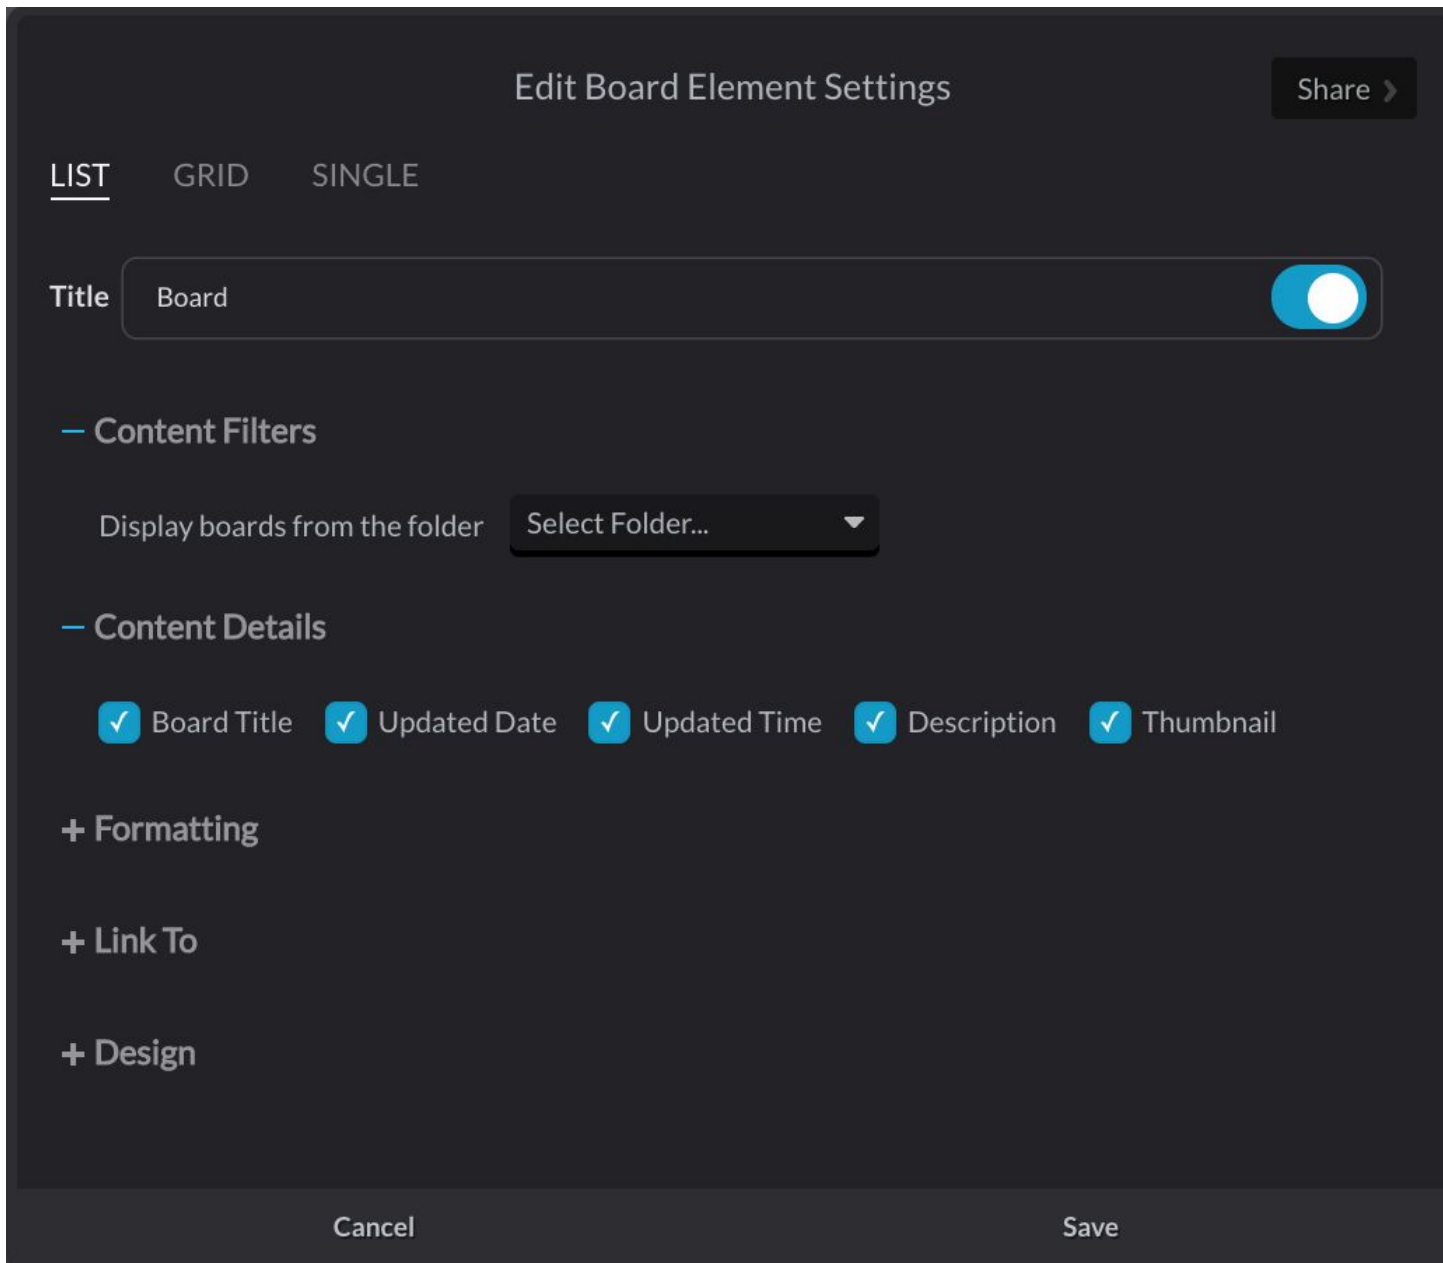 Edit Board Element Settings
Share
LIST GRID SINGLE
Title Board
Content Filters
Display boards from the folder Select Folder...
Content Details
Board Title Updated Date Updated Time Description Thumbnail
Formatting
Link To
Design
Cancel Save